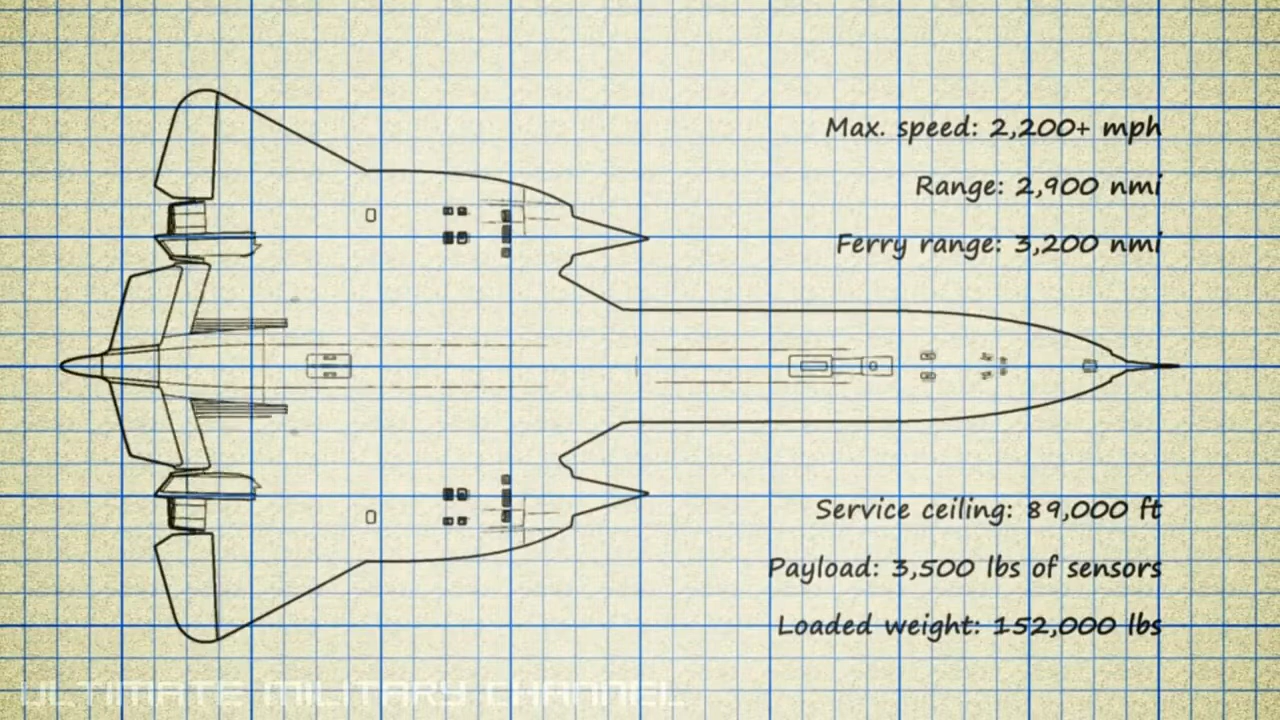 Max. speed: 2,200+ mph
Range: 2,900 nmi
Ferry range: 3,200 nmi
Service ceiling: 89,000 ft
Payload: 3,500 lbs of sensors
Loaded weight: 152,000 lbs
ULTIMATE MILITARY CHANNEL